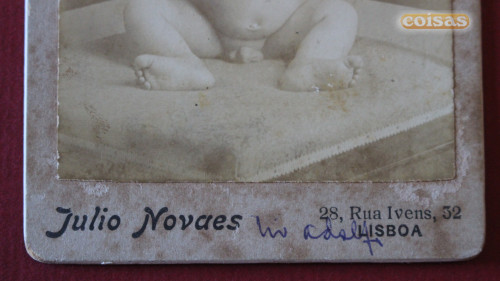 coisas
Julio Novaes
28, Rua Ivens, 32
LISBOA